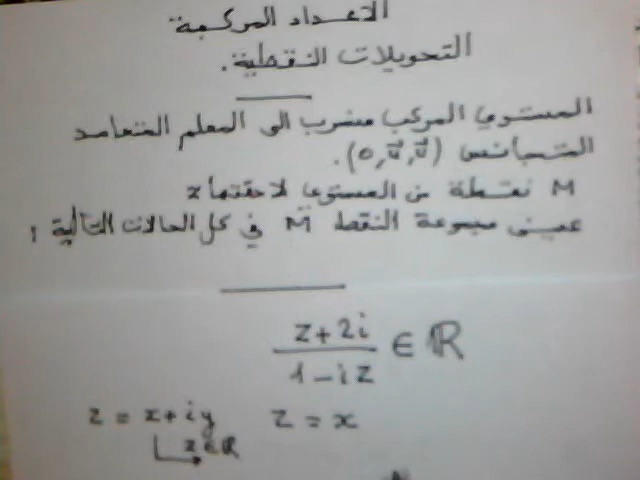 الأعداد المركبة
التحويلات النقطية.
المستوي المركب منسوب الى المعلم المتعامد
المتجانس (o, u⃗, v⃗).
M نقطة من المستوي لاحقتها z
عيني مجموعة النقط M في كل الحالات التالية :
(z+2i)/(1-iz) ∈ ℝ
z = x+iy z = x
z∈ℝ